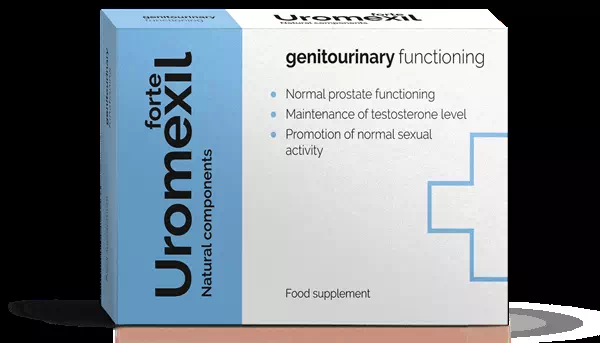 genitourinary
functioning
forte
Uromexil
Natural components
forte
Uromexil
Natural components
genitourinary functioning
Normal prostate functioning
Maintenance of testosterone level
Promotion of normal sexual
activity
Food supplement